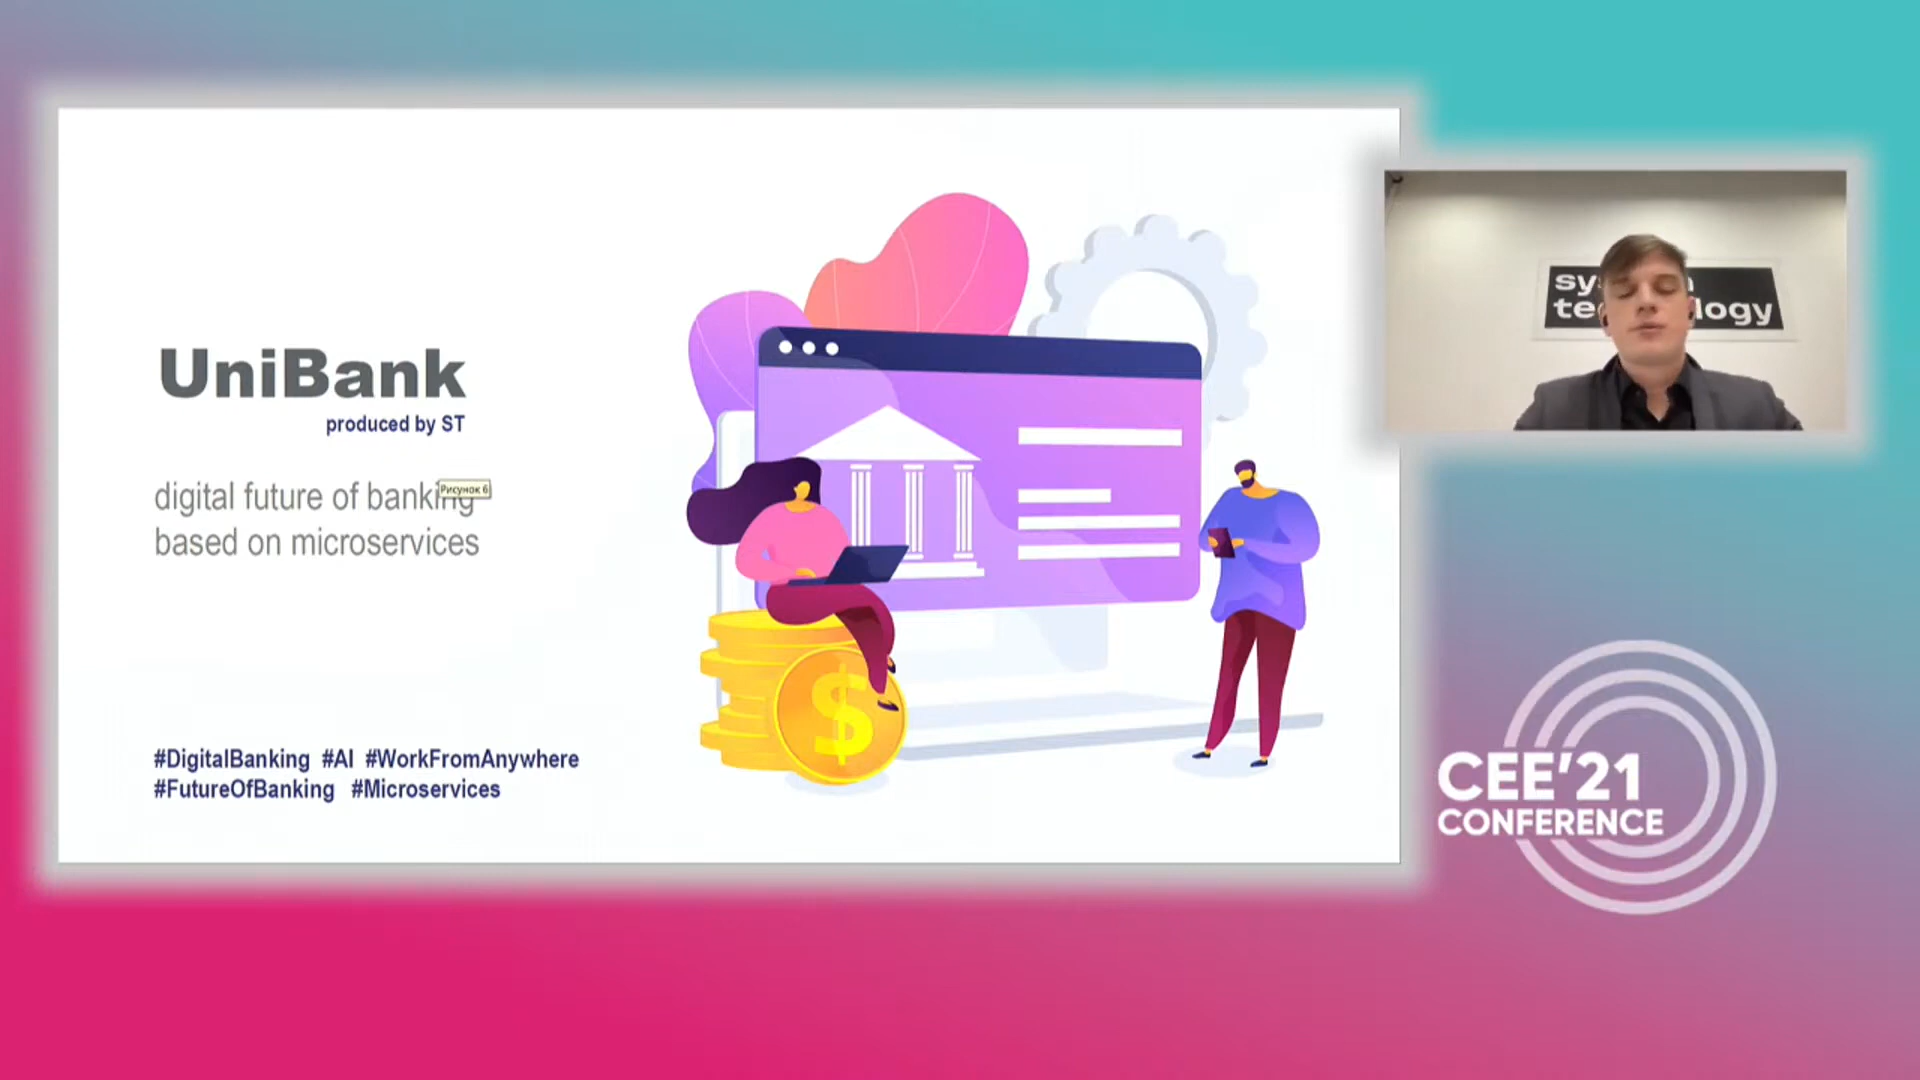 UniBank
produced by ST
digital future of banking
Рисунок 6
based on microservices
#DigitalBanking #AI #WorkFromAnywhere
#FutureOfBanking #Microservices
CEE'21
CONFERENCE